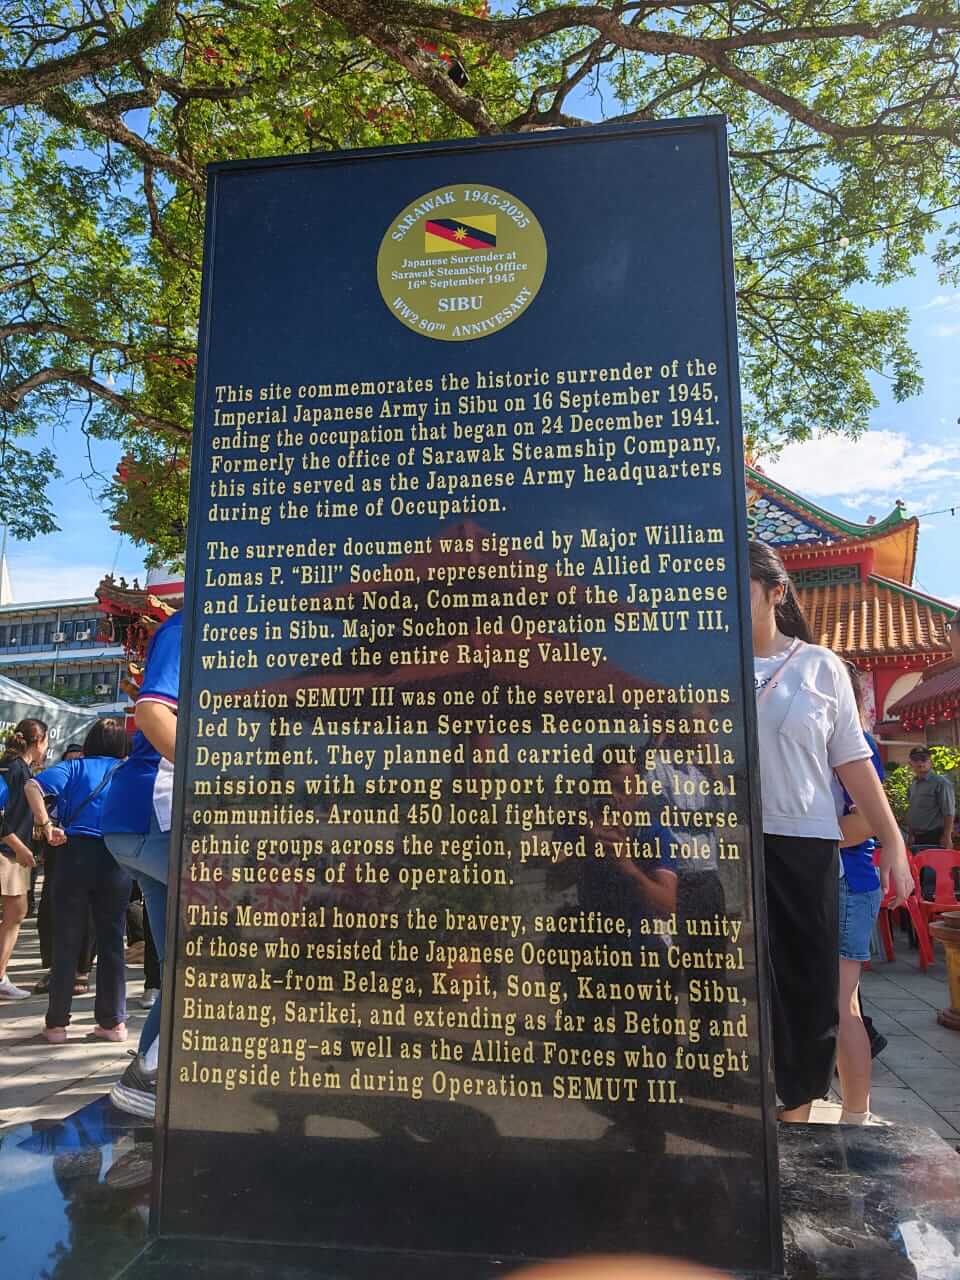 SARAWAK 1945-2025
Japanese Surrender at
Sarawak SteamShip Office
16th September 1945
SIBU
WW2 80TH ANNIVESARY
This site commemorates the historic surrender of the
Imperial Japanese Army in Sibu on 16 September 1945,
ending the occupation that began on 24 December 1941.
Formerly the office of Sarawak Steamship Company,
this site served as the Japanese Army headquarters
during the time of Occupation.
The surrender document was signed by Major William
Lomas P. “Bill” Sochon, representing the Allied Forces
and Lieutenant Noda, Commander of the Japanese
forces in Sibu. Major Sochon led Operation SEMUT III,
which covered the entire Rajang Valley.
Operation SEMUT III was one of the several operations
led by the Australian Services Reconnaissance
Department. They planned and carried out guerilla
missions with strong support from the local
communities. Around 450 local fighters, from diverse
ethnic groups across the region, played a vital role in
the success of the operation.
This Memorial honors the bravery, sacrifice, and unity
of those who resisted the Japanese Occupation in Central
Sarawak–from Belaga, Kapit, Song, Kanowit, Sibu,
Binatang, Sarikei, and extending as far as Betong and
Simanggang–as well as the Allied Forces who fought
alongside them during Operation SEMUT III.